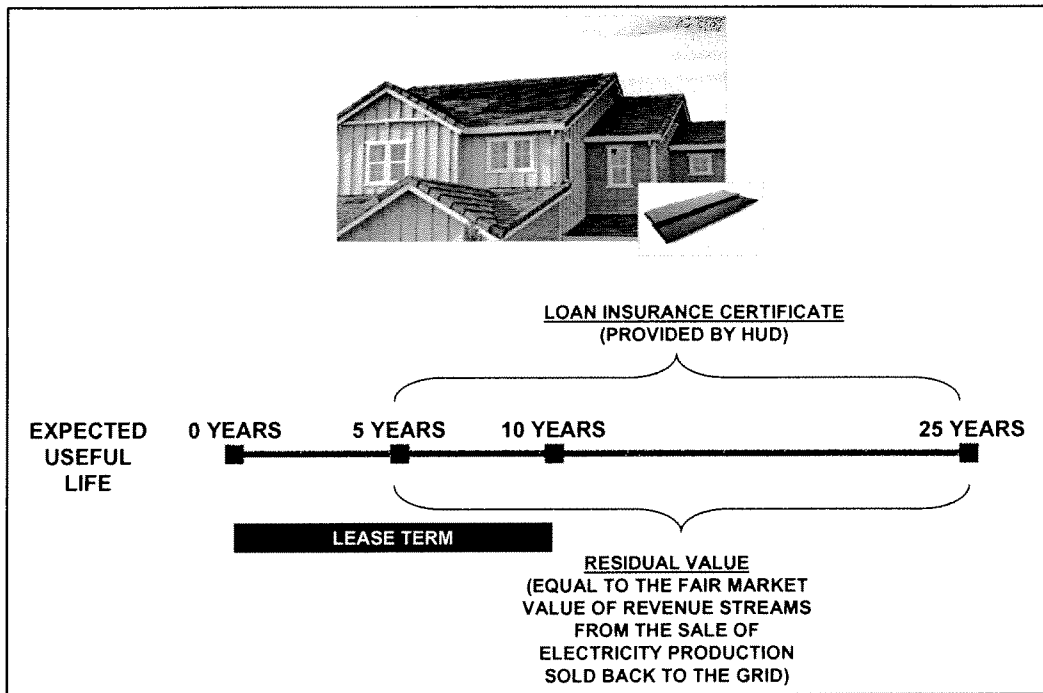 LOAN INSURANCE CERTIFICATE
(PROVIDED BY HUD)
EXPECTED
USEFUL
LIFE
0 YEARS
5 YEARS
10 YEARS
25 YEARS
LEASE TERM
RESIDUAL VALUE
(EQUAL TO THE FAIR MARKET
VALUE OF REVENUE STREAMS
FROM THE SALE OF
ELECTRICITY PRODUCTION
SOLD BACK TO THE GRID)